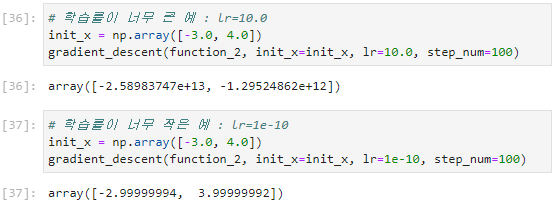 [36]: # 학습률이 너무 큰 예 : lr=10.0
init_x = np.array([-3.0, 4.0])
gradient_descent(function_2, init_x=init_x, lr=10.0, step_num=100)
[36]: array([-2.58983747e+13, -1.29524862e+12])
[37]: # 학습률이 너무 작은 예 : lr=1e-10
init_x = np.array([-3.0, 4.0])
gradient_descent(function_2, init_x=init_x, lr=1e-10, step_num=100)
[37]: array([-2.99999994,  3.99999992])